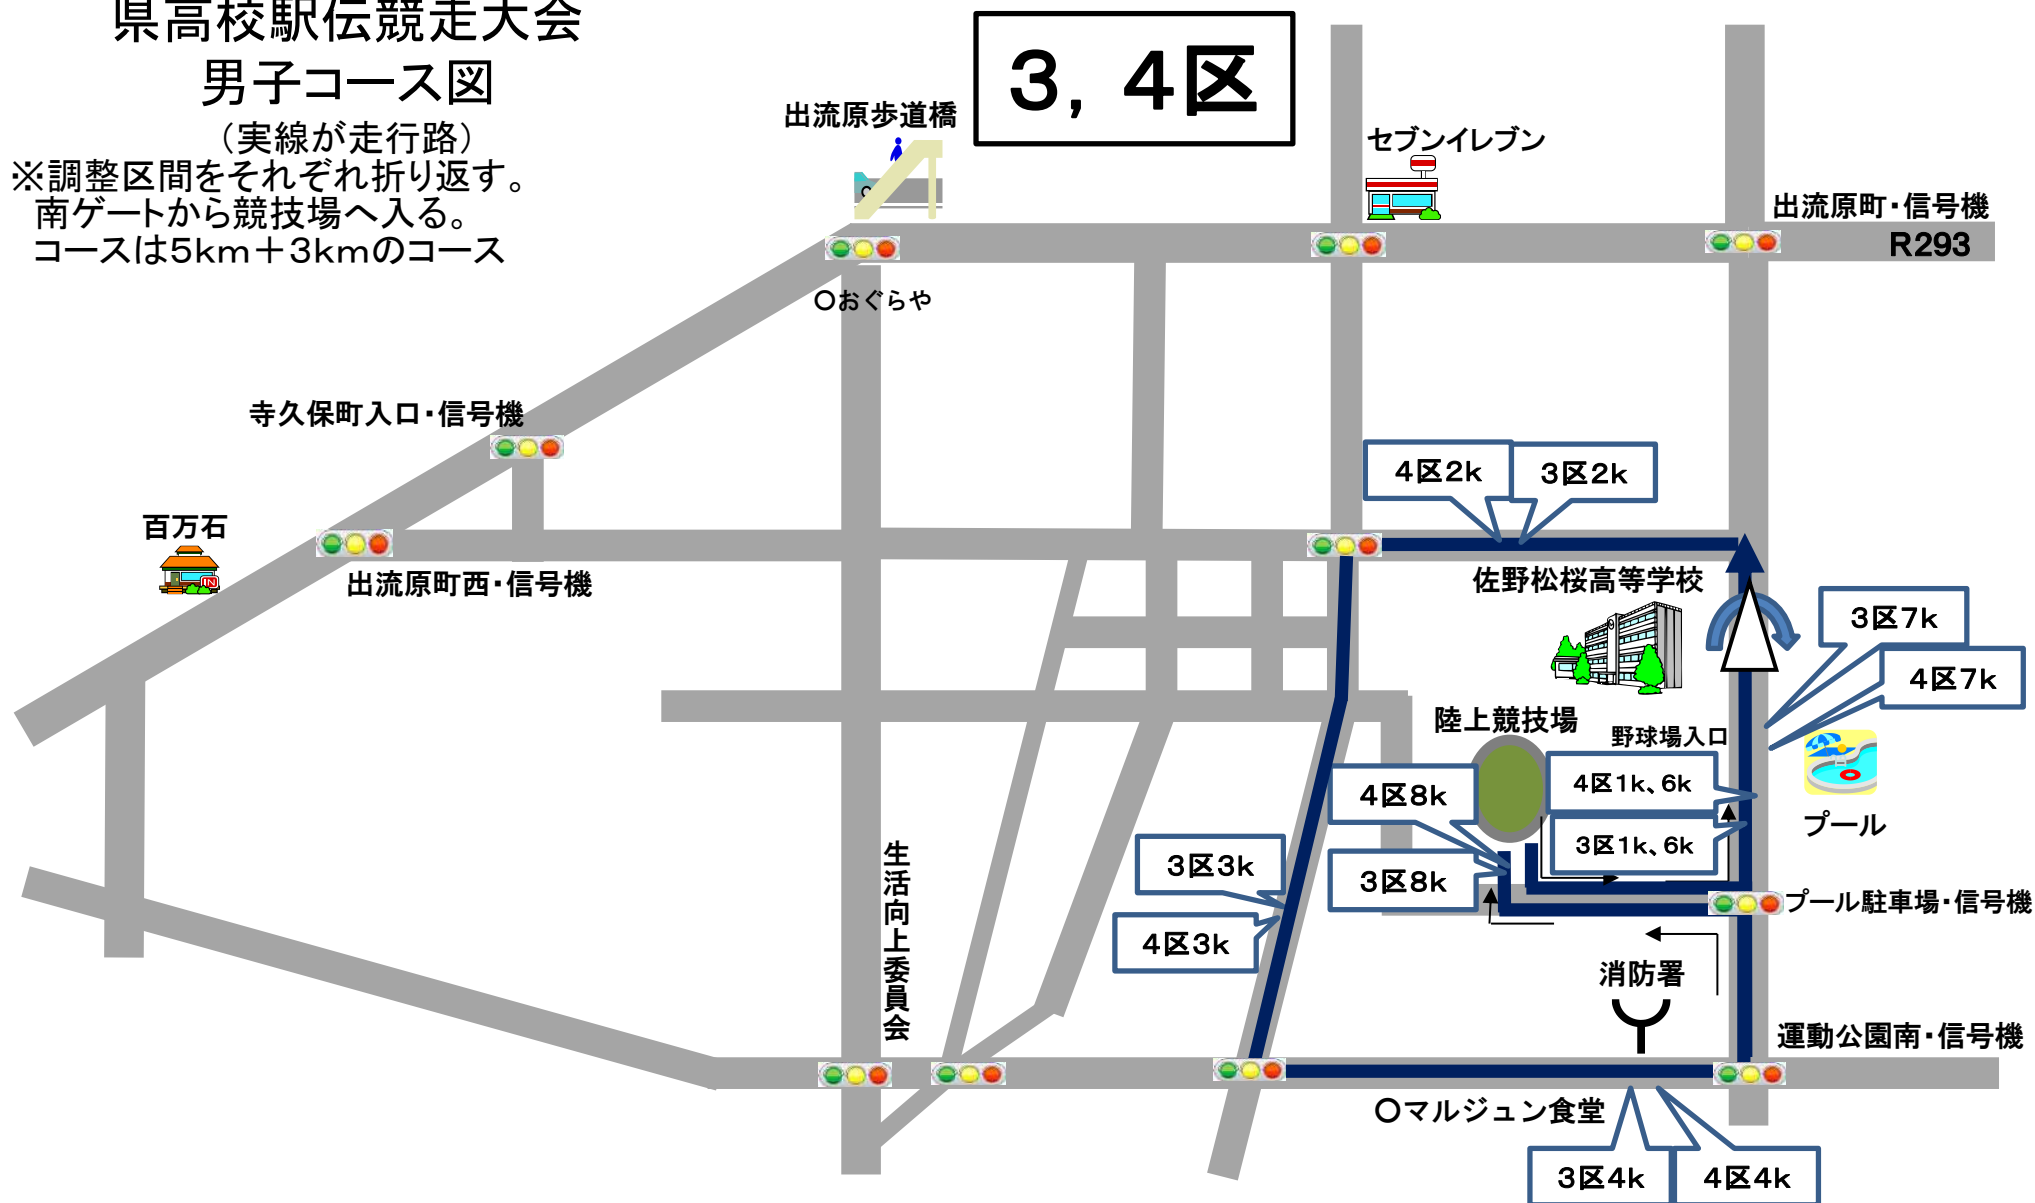 県高校駅伝競走大会
男子コース図
（実線が走行路）
※調整区間をそれぞれ折り返す。
南ゲートから競技場へ入る。
コースは5km＋3kmのコース
3，4区
出流原歩道橋
セブンイレブン
出流原町・信号機
R293
○おぐらや
寺久保町入口・信号機
4区2k
3区2k
百万石
IN
出流原町西・信号機
佐野松桜高等学校
3区7k
4区7k
陸上競技場
野球場入口
4区1k、6k
4区8k
プール
3区1k、6k
3区3k
3区8k
プール駐車場・信号機
4区3k
生活向上委員会
消防署
運動公園南・信号機
○マルジュン食堂
3区4k
4区4k